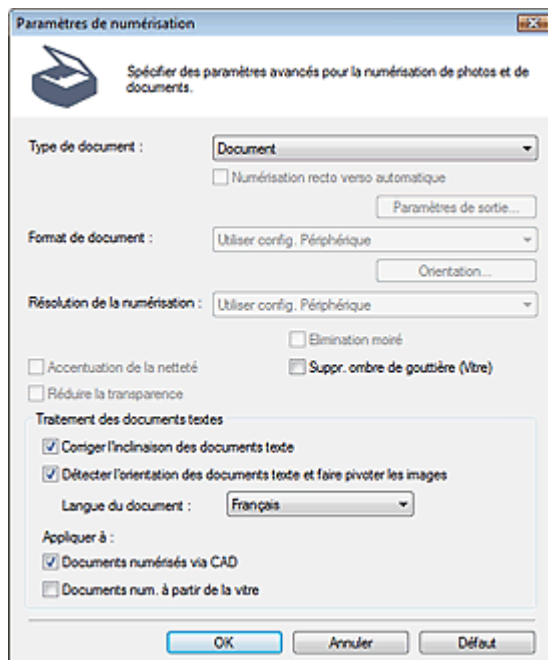 Paramètres de numérisation
Spécifier des paramètres avancés pour la numérisation de photos et de
documents.
Type de document :
Document
Numérisation recto verso automatique
Paramètres de sortie...
Format de document :
Utiliser config. Périphérique
Orientation...
Résolution de la numérisation :
Utiliser config. Périphérique
Elimination moiré
Accentuation de la netteté
Suppr. ombre de gouttière (Vitre)
Réduire la transparence
Traitement des documents textes
Corriger l'inclinaison des documents texte
Détecter l'orientation des documents texte et faire pivoter les images
Langue du document :
Français
Appliquer à :
Documents numérisés via CAD
Documents num. à partir de la vitre
OK
Annuler
Défaut